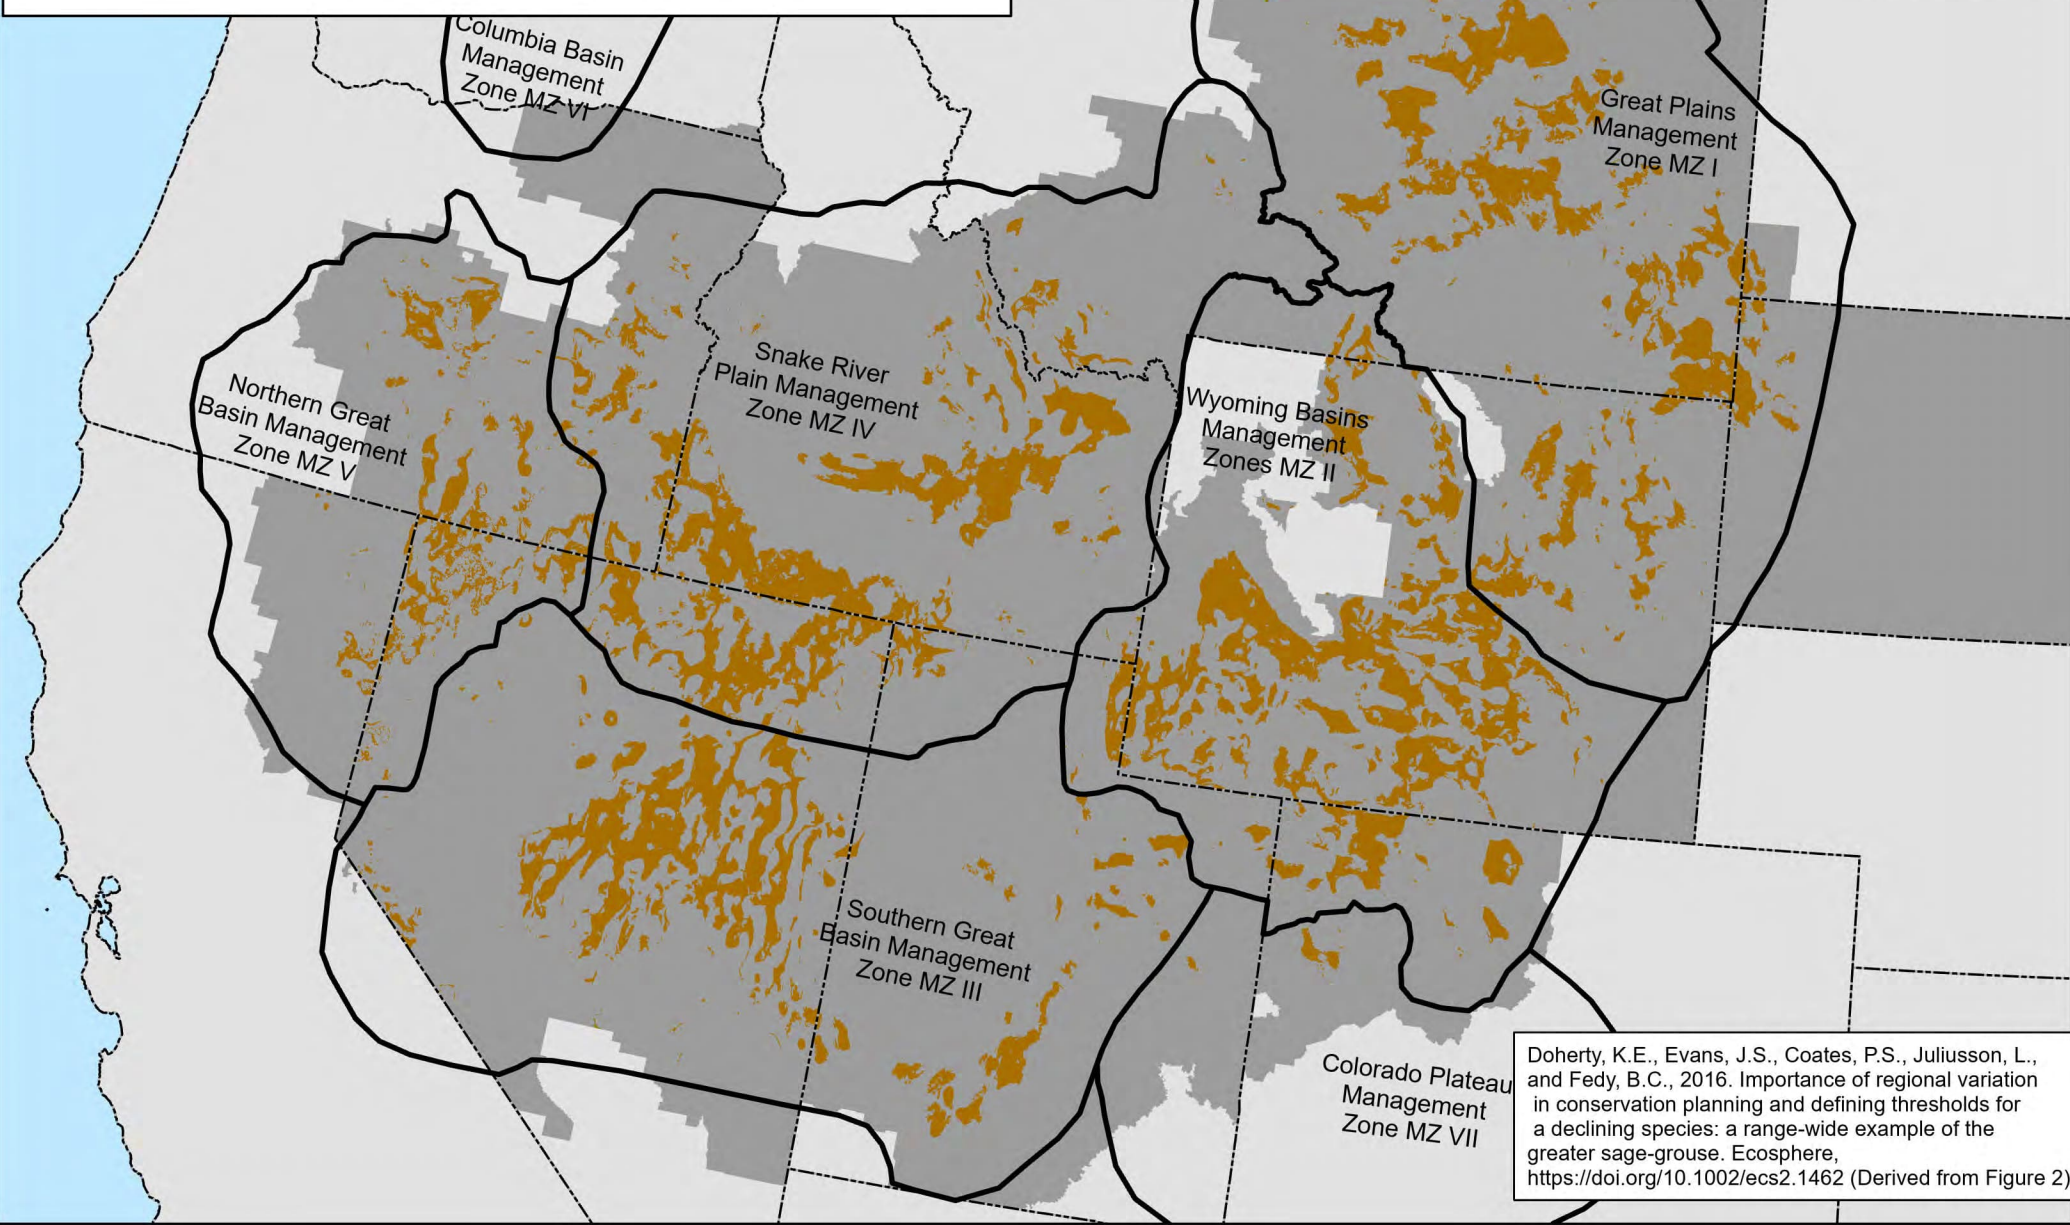 Columbia Basin
Management
Zone MZ VI
Great Plains
Management
Zone MZ I
Snake River
Plain Management
Zone MZ IV
Northern Great
Basin Management
Zone MZ V
Wyoming Basins
Management
Zones MZ II
Southern Great
Basin Management
Zone MZ III
Colorado Plateau
Management
Zone MZ VII
Doherty, K.E., Evans, J.S., Coates, P.S., Juliusson, L.,
and Fedy, B.C., 2016. Importance of regional variation
in conservation planning and defining thresholds for
a declining species: a range-wide example of the
greater sage-grouse. Ecosphere,
https://doi.org/10.1002/ecs2.1462 (Derived from Figure 2)